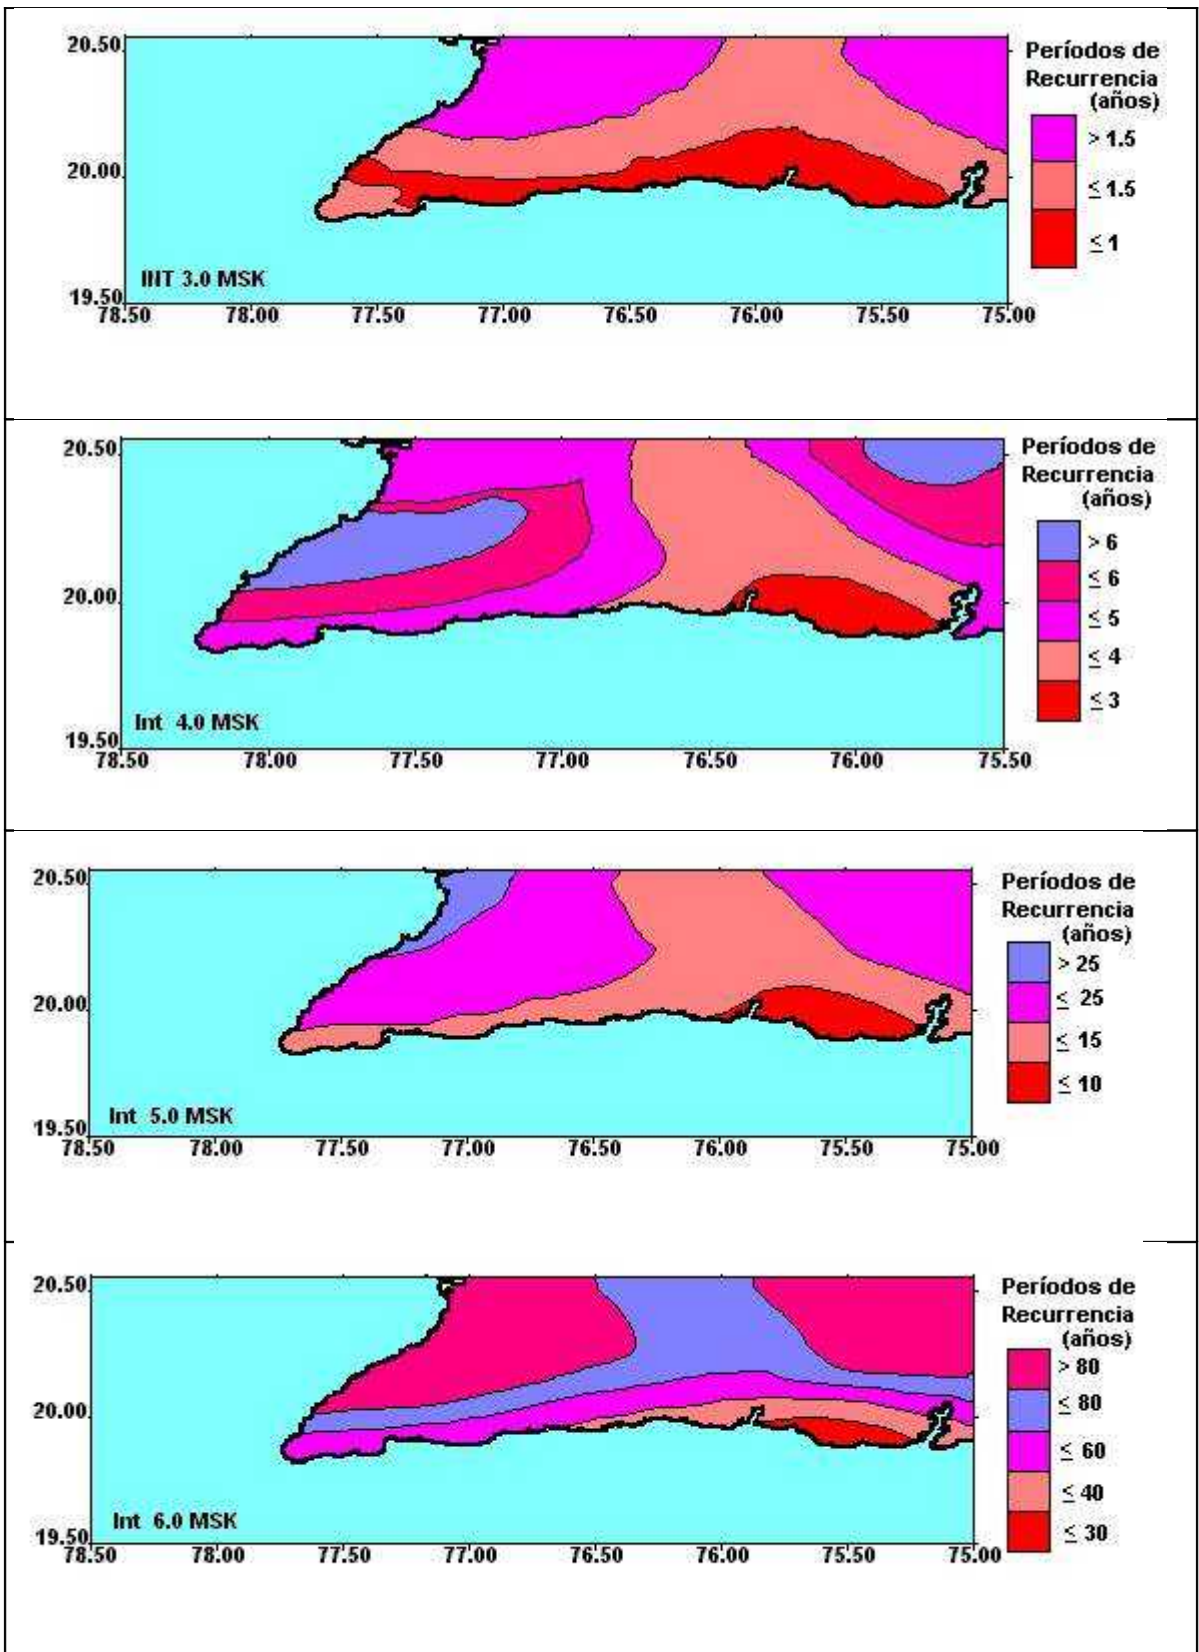 20.50
20.00
19.50
78.50 78.00 77.50 77.00 76.50 76.00 75.50 75.00
INT 3.0 MSK
Períodos de
Recurrencia
(años)
> 1.5
≤ 1.5
≤ 1
20.50
20.00
19.50
78.50 78.00 77.50 77.00 76.50 76.00 75.50
Int 4.0 MSK
Períodos de
Recurrencia
(años)
> 6
≤ 6
≤ 5
≤ 4
≤ 3
20.50
20.00
19.50
78.50 78.00 77.50 77.00 76.50 76.00 75.50 75.00
Int 5.0 MSK
Períodos de
Recurrencia
(años)
> 25
≤ 25
≤ 15
≤ 10
20.50
20.00
19.50
78.50 78.00 77.50 77.00 76.50 76.00 75.50 75.00
Int 6.0 MSK
Períodos de
Recurrencia
(años)
> 80
≤ 80
≤ 60
≤ 40
≤ 30